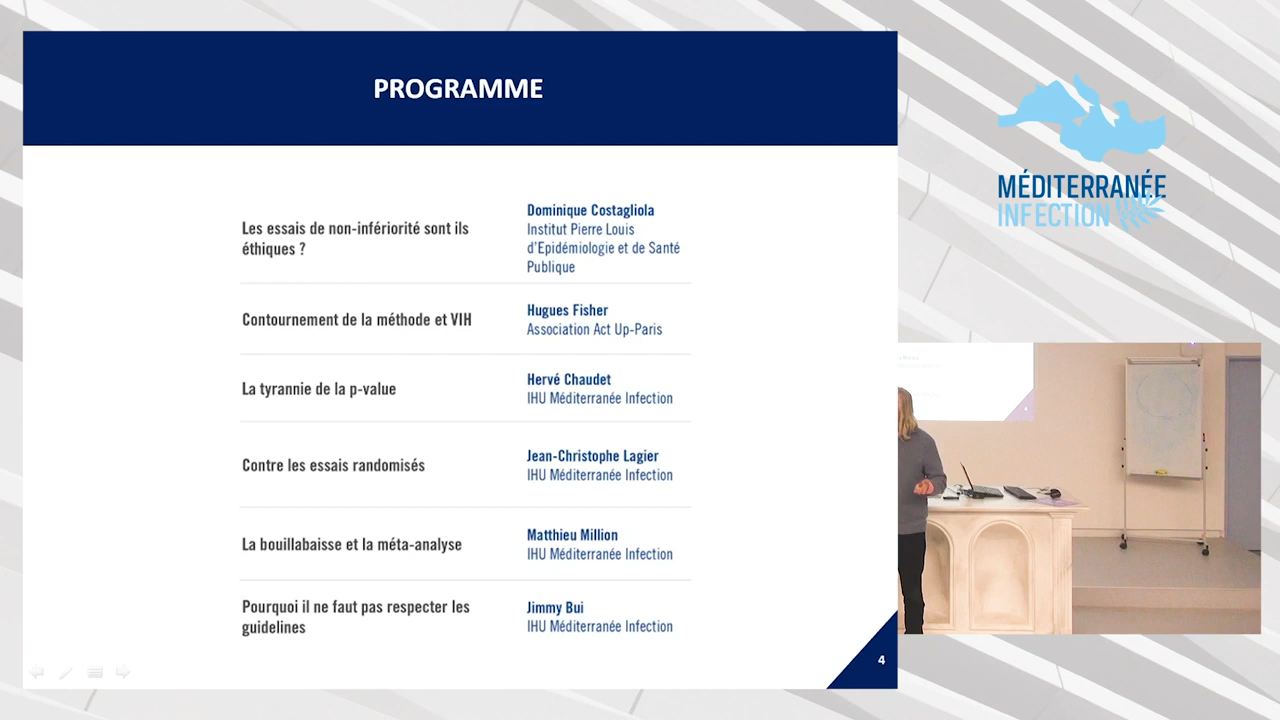 PROGRAMME
Les essais de non-infériorité sont ils
éthiques ?
Dominique Costagliola
Institut Pierre Louis
d'Epidémiologie et de Santé
Publique
Contournement de la méthode et VIH
Hugues Fisher
Association Act Up-Paris
La tyrannie de la p-value
Hervé Chaudet
IHU Méditerranée Infection
Contre les essais randomisés
Jean-Christophe Lagier
IHU Méditerranée Infection
La bouillabaisse et la méta-analyse
Matthieu Million
IHU Méditerranée Infection
Pourquoi il ne faut pas respecter les
guidelines
Jimmy Bui
IHU Méditerranée Infection
4
MÉDITERRANÉE
INFECTION